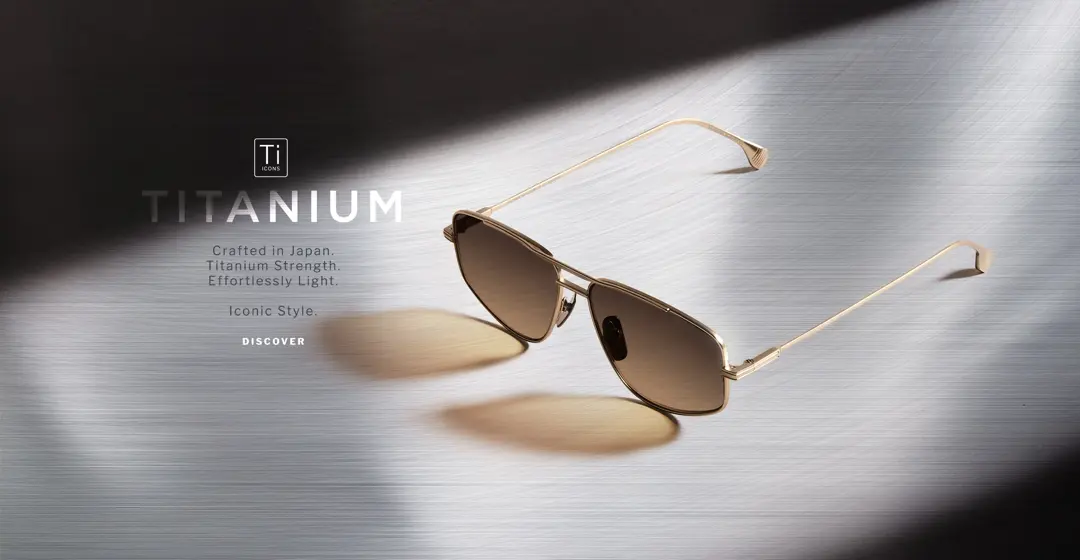 Ti
ICONS
TITANIUM
Crafted in Japan.
Titanium Strength.
Effortlessly Light.
Iconic Style.
DISCOVER